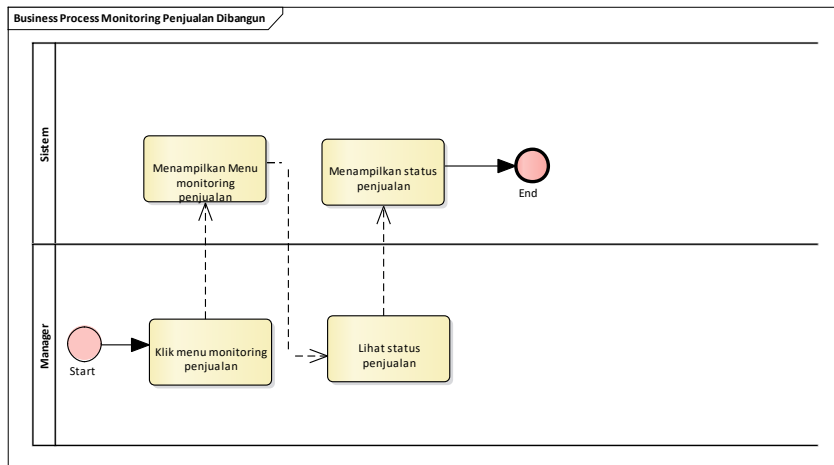 Business Process Monitoring Penjualan Dibangun
Sistem
Menampilkan Menu
monitoring
penjualan
Menampilkan status
penjualan
End
Manager
Start
Klik menu monitoring
penjualan
Lihat status
penjualan